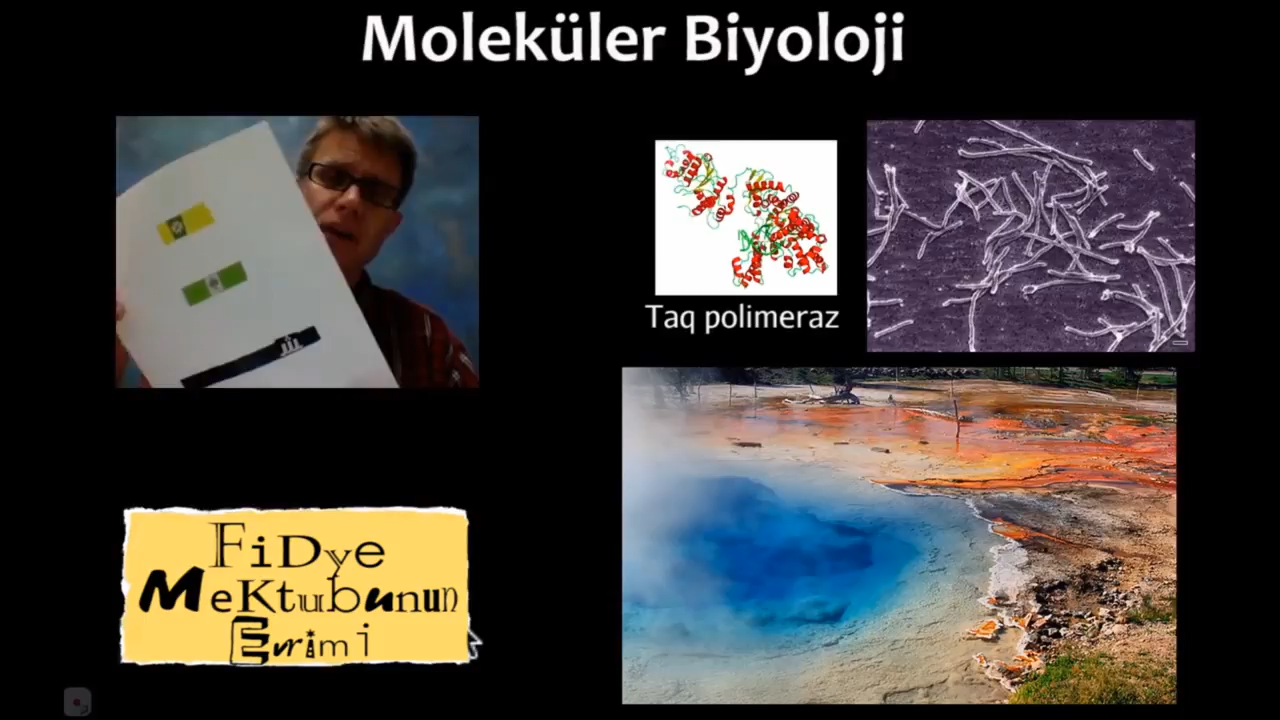 Moleküler Biyoloji
Taq polimeraz
FiDye
MeKtubunun
Evrimi